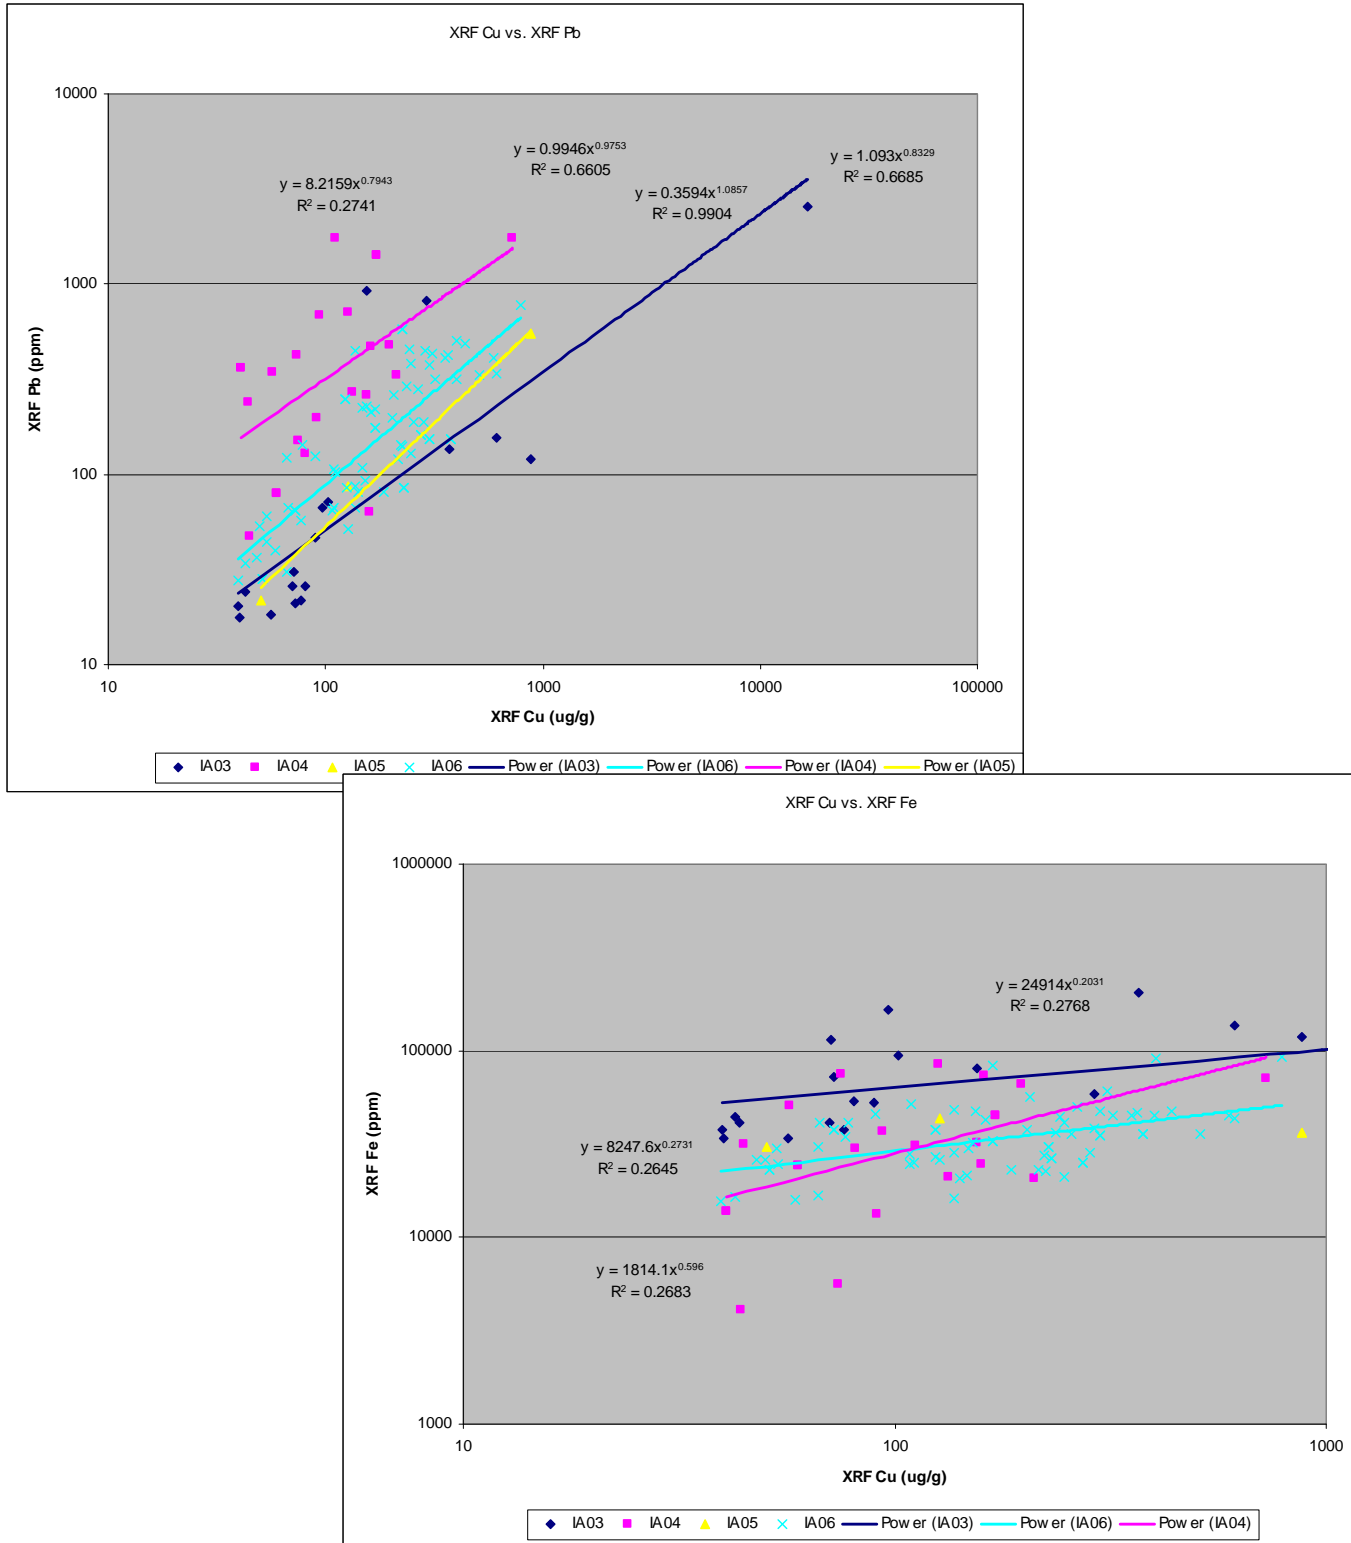 XRF Cu vs. XRF Pb
10000
1000
100
10
XRF Pb (ppm)
y = 8.2159x^0.7943
R² = 0.2741
y = 0.9946x^0.9753
R² = 0.6605
y = 0.3594x^1.0857
R² = 0.9904
y = 1.093x^0.8329
R² = 0.6685
10 100 1000 10000 100000
XRF Cu (ug/g)
IA03 IA04 IA05 IA06 Power (IA03) Power (IA06) Power (IA04) Power (IA05)
XRF Cu vs. XRF Fe
1000000
100000
10000
1000
XRF Fe (ppm)
y = 24914x^0.2031
R² = 0.2768
y = 8247.6x^0.2731
R² = 0.2645
y = 1814.1x^0.596
R² = 0.2683
10 100 1000
XRF Cu (ug/g)
IA03 IA04 IA05 IA06 Power (IA03) Power (IA06) Power (IA04)